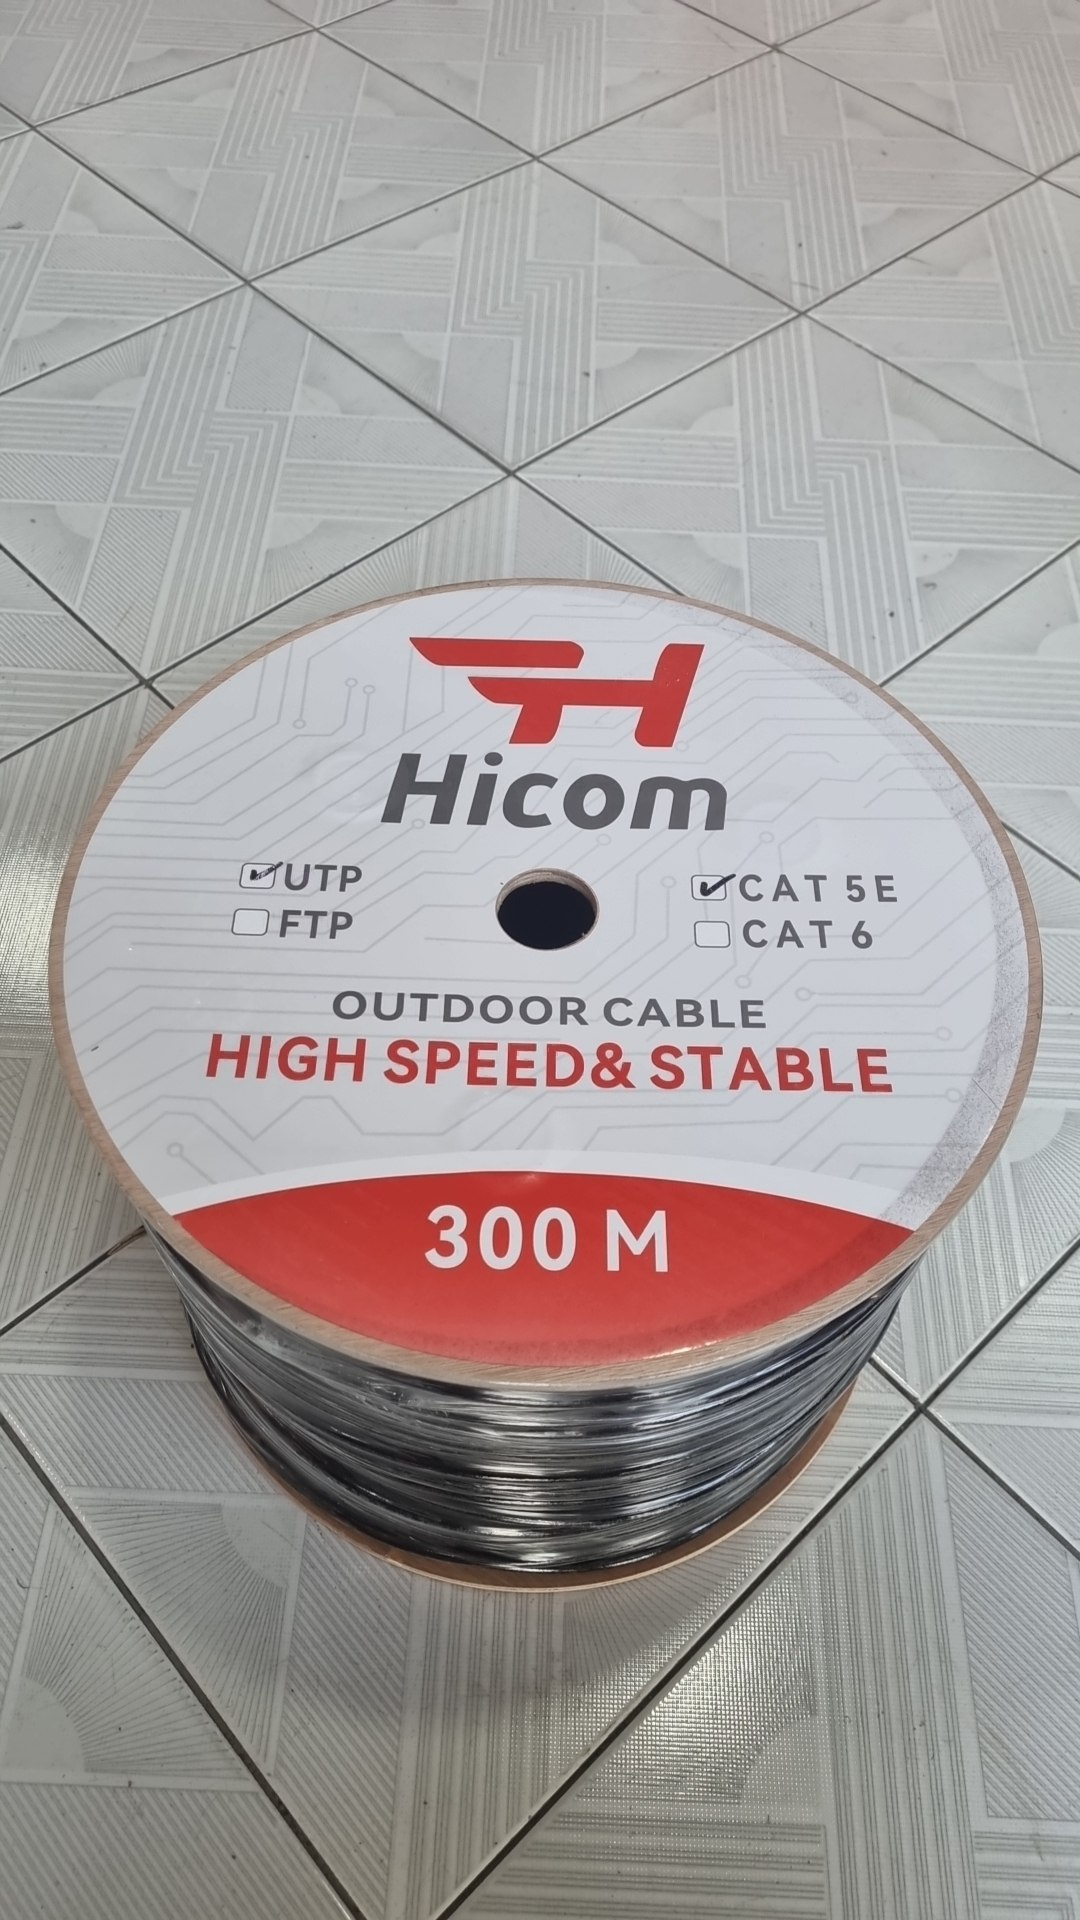 Hicom
UTP
CAT 5E
FTP
CAT 6
OUTDOOR CABLE
HIGH SPEED& STABLE
300 M